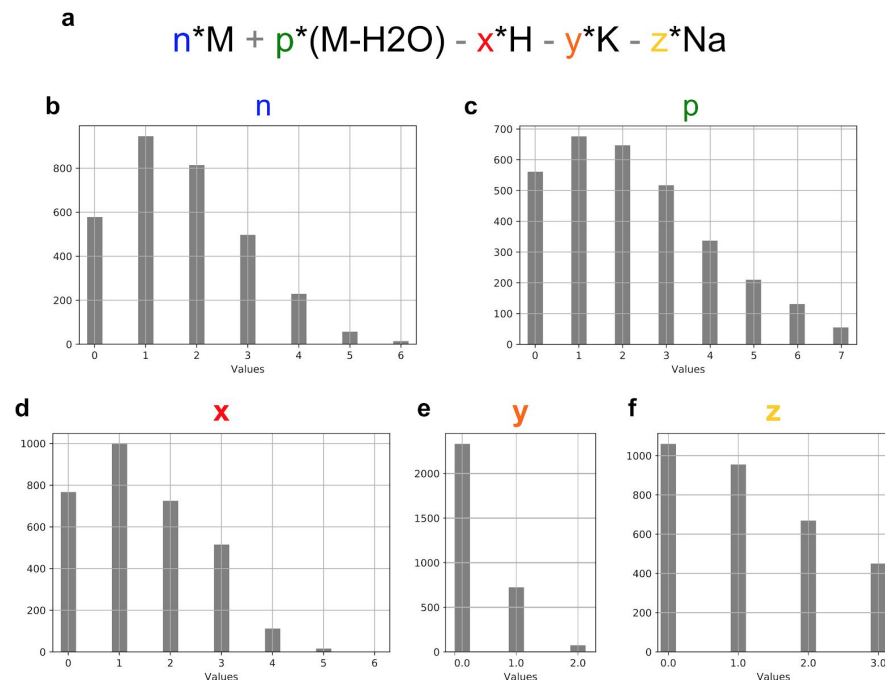 a
n*M + p*(M-H2O) - x*H - y*K - z*Na
b n
800
600
400
200
0
0 1 2 3 4 5 6
Values
c p
700
600
500
400
300
200
100
0
0 1 2 3 4 5 6 7
Values
d x
1000
800
600
400
200
0
0 1 2 3 4 5 6
Values
e y
2000
1500
1000
500
0
0.0 1.0 2.0
Values
f z
1000
800
600
400
200
0
0.0 1.0 2.0 3.0
Values